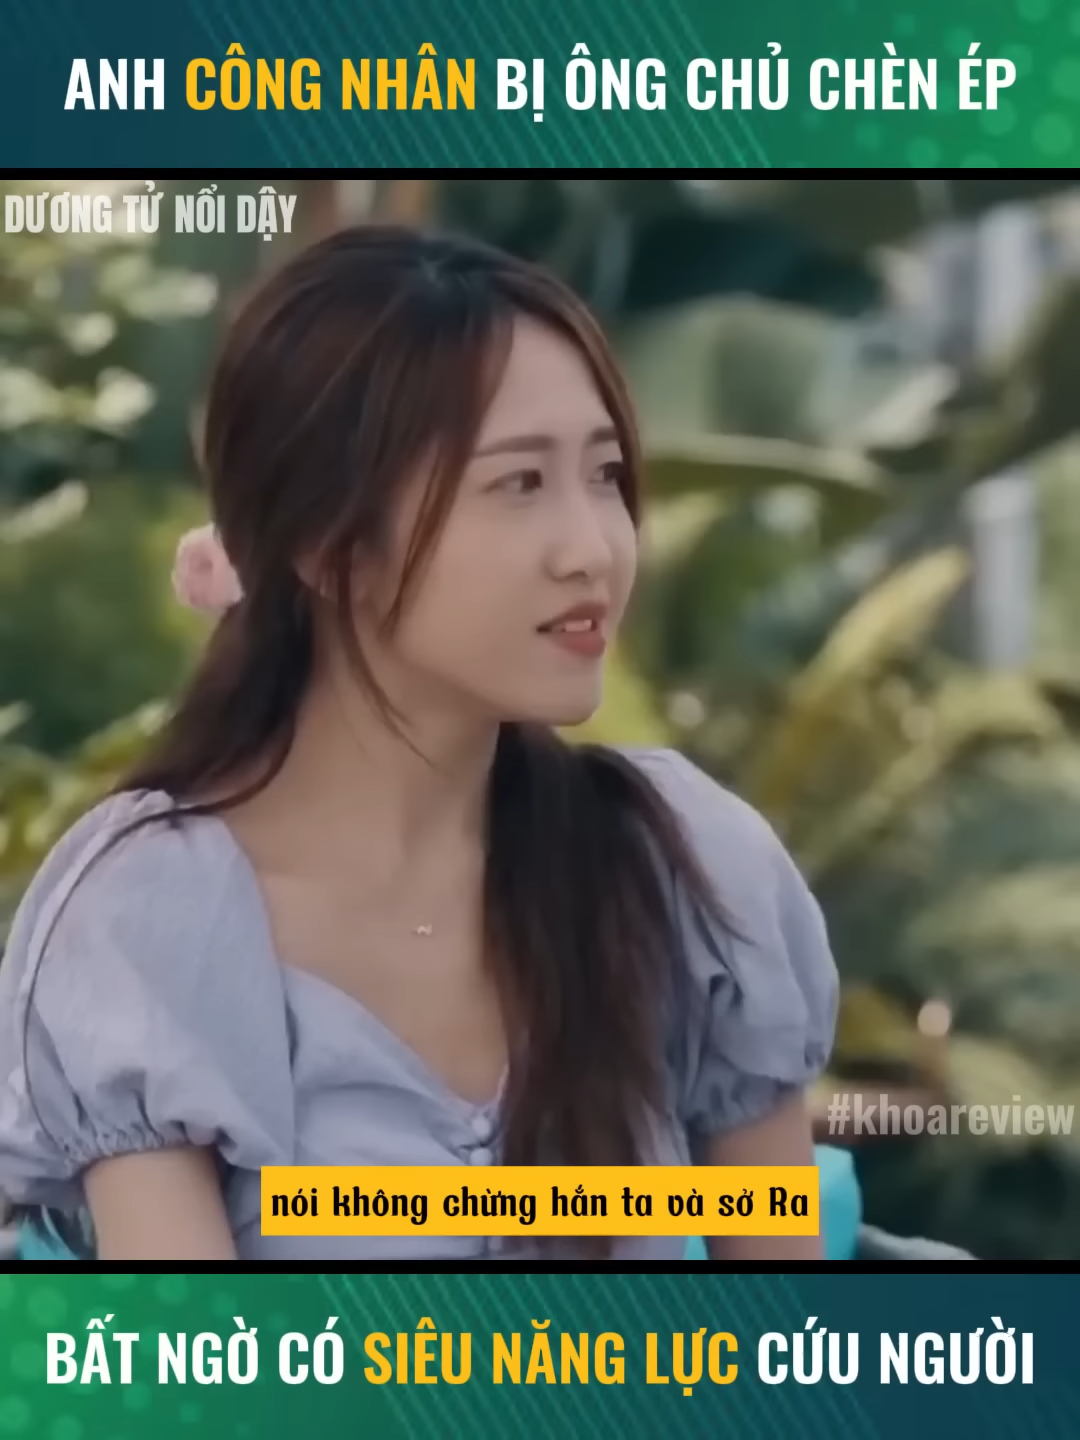 ANH CÔNG NHÂN BỊ ÔNG CHỦ CHÈN ÉP
DƯƠNG TỬ NỔI DẬY
#khoareview
nói không chừng hắn ta và sở Ra
BẤT NGỜ CÓ SIÊU NĂNG LỰC CỨU NGƯỜI